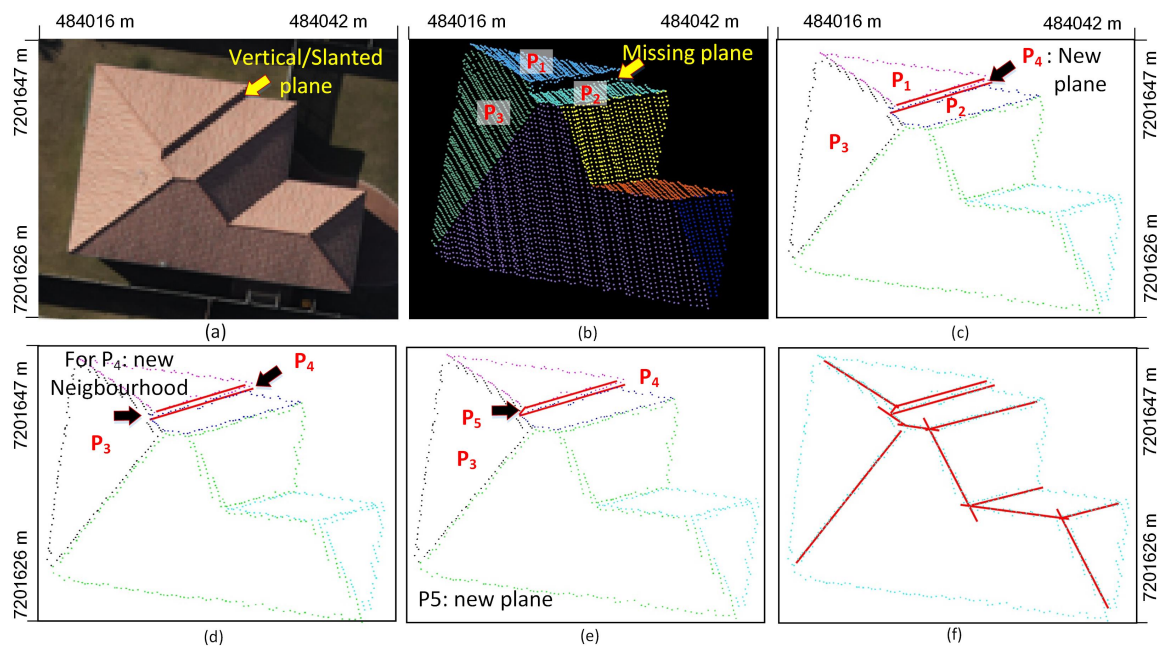 484016 m
484042 m
484016 m
484042 m
7201647 m
7201626 m
Vertical/Slanted
plane
(a)
P1
P2
P3
Missing plane
(b)
P1
P2
P3
P4 : New
plane
(c)
7201647 m
7201626 m
7201647 m
7201626 m
For P4: new
Neigbourhood
P4
P3
(d)
P4
P5
P3
P5: new plane
(e)
(f)
7201647 m
7201626 m